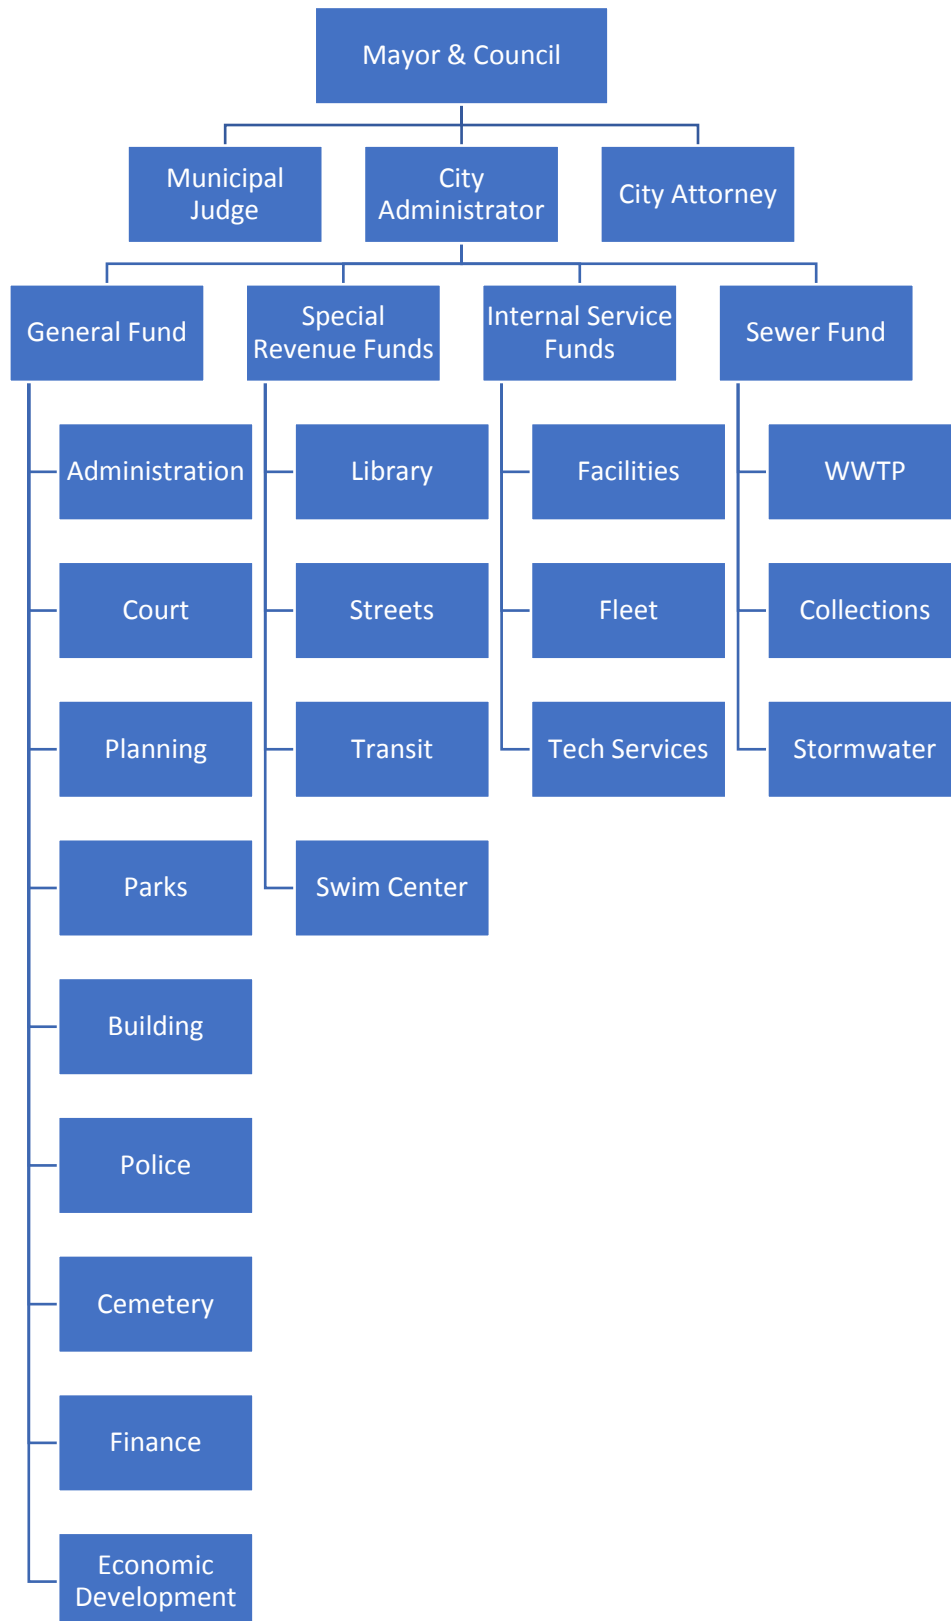 Mayor & Council
Municipal
Judge
City
Administrator
City Attorney
General Fund
Special
Revenue Funds
Internal Service
Funds
Sewer Fund
Administration
Library
Facilities
WWTP
Court
Streets
Fleet
Collections
Planning
Transit
Tech Services
Stormwater
Parks
Swim Center
Building
Police
Cemetery
Finance
Economic
Development